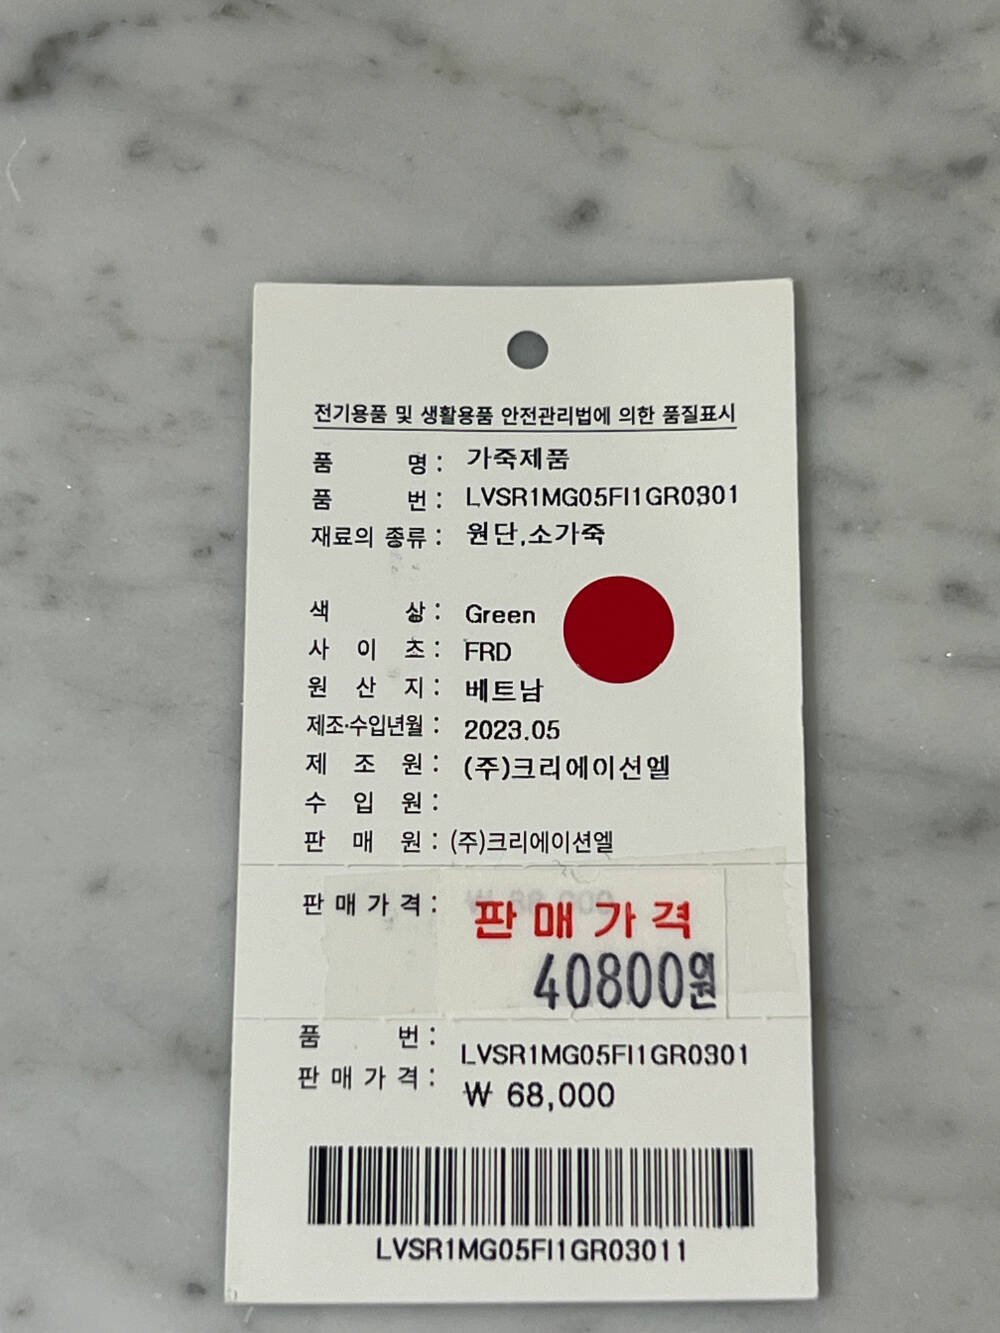 전기용품 및 생활용품 안전관리법에 의한 품질표시
품 명 : 가죽제품
품 번 : LVSR1MG05FI1GR0301
재료의 종류 : 원단,소가죽
색 상 : Green
사 이 즈 : FRD
원 산 지 : 베트남
제조·수입년월 : 2023.05
제 조 원 : (주)크리에이션엘
수 입 원 :
판 매 원 : (주)크리에이션엘
판 매 가 격 :
판 매 가 격
40800원
품 번 : LVSR1MG05FI1GR0301
판 매 가 격 : ₩ 68,000
LVSR1MG05FI1GR03011